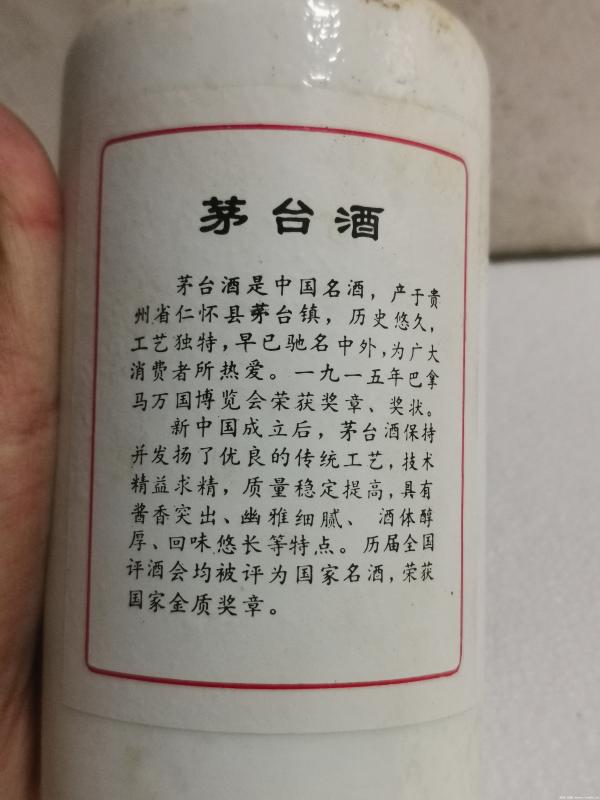 茅台酒
茅台酒是中国名酒，产于贵
州省仁怀县茅台镇，历史悠久，
工艺独特，早已驰名中外，为广大
消费者所热爱。一九一五年巴拿
马万国博览会荣获奖章、奖状。
新中国成立后，茅台酒保持
并发扬了优良的传统工艺，技术
精益求精，质量稳定提高，具有
酱香突出、幽雅细腻、酒体醇
厚、回味悠长等特点。历届全国
评酒会均被评为国家名酒，荣获
国家金质奖章。